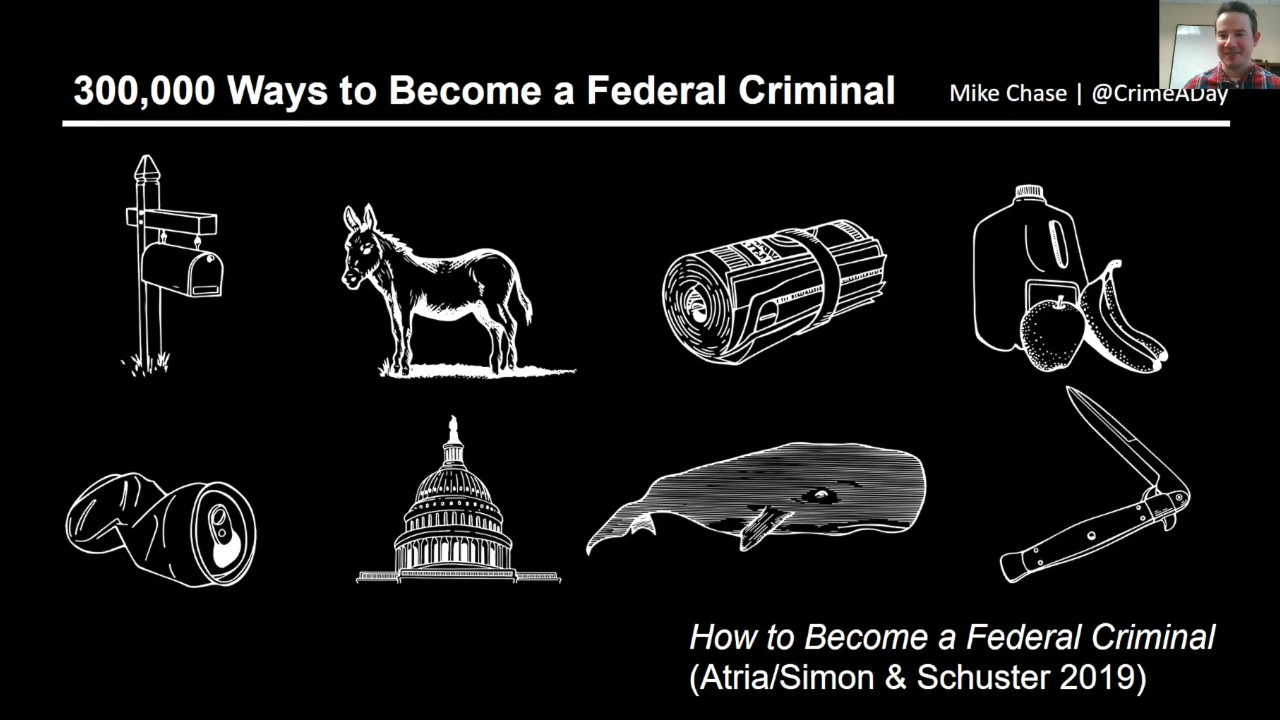 300,000 Ways to Become a Federal Criminal
Mike Chase | @CrimeADay
How to Become a Federal Criminal
(Atria/Simon & Schuster 2019)